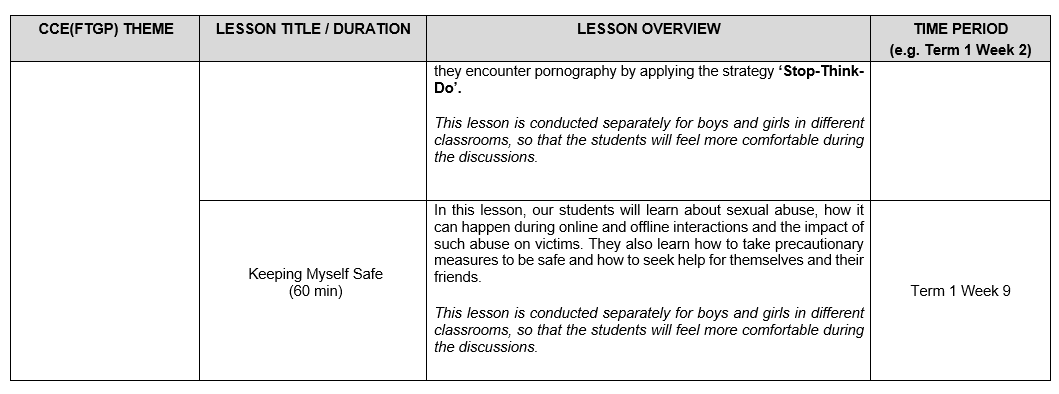 CCE(FTGP) THEME
LESSON TITLE / DURATION
LESSON OVERVIEW
TIME PERIOD
(e.g. Term 1 Week 2)
they encounter pornography by applying the strategy ‘Stop-Think-
Do’.
This lesson is conducted separately for boys and girls in different
classrooms, so that the students will feel more comfortable during
the discussions.
Keeping Myself Safe
(60 min)
In this lesson, our students will learn about sexual abuse, how it
can happen during online and offline interactions and the impact of
such abuse on victims. They also learn how to take precautionary
measures to be safe and how to seek help for themselves and their
friends.
This lesson is conducted separately for boys and girls in different
classrooms, so that the students will feel more comfortable during
the discussions.
Term 1 Week 9